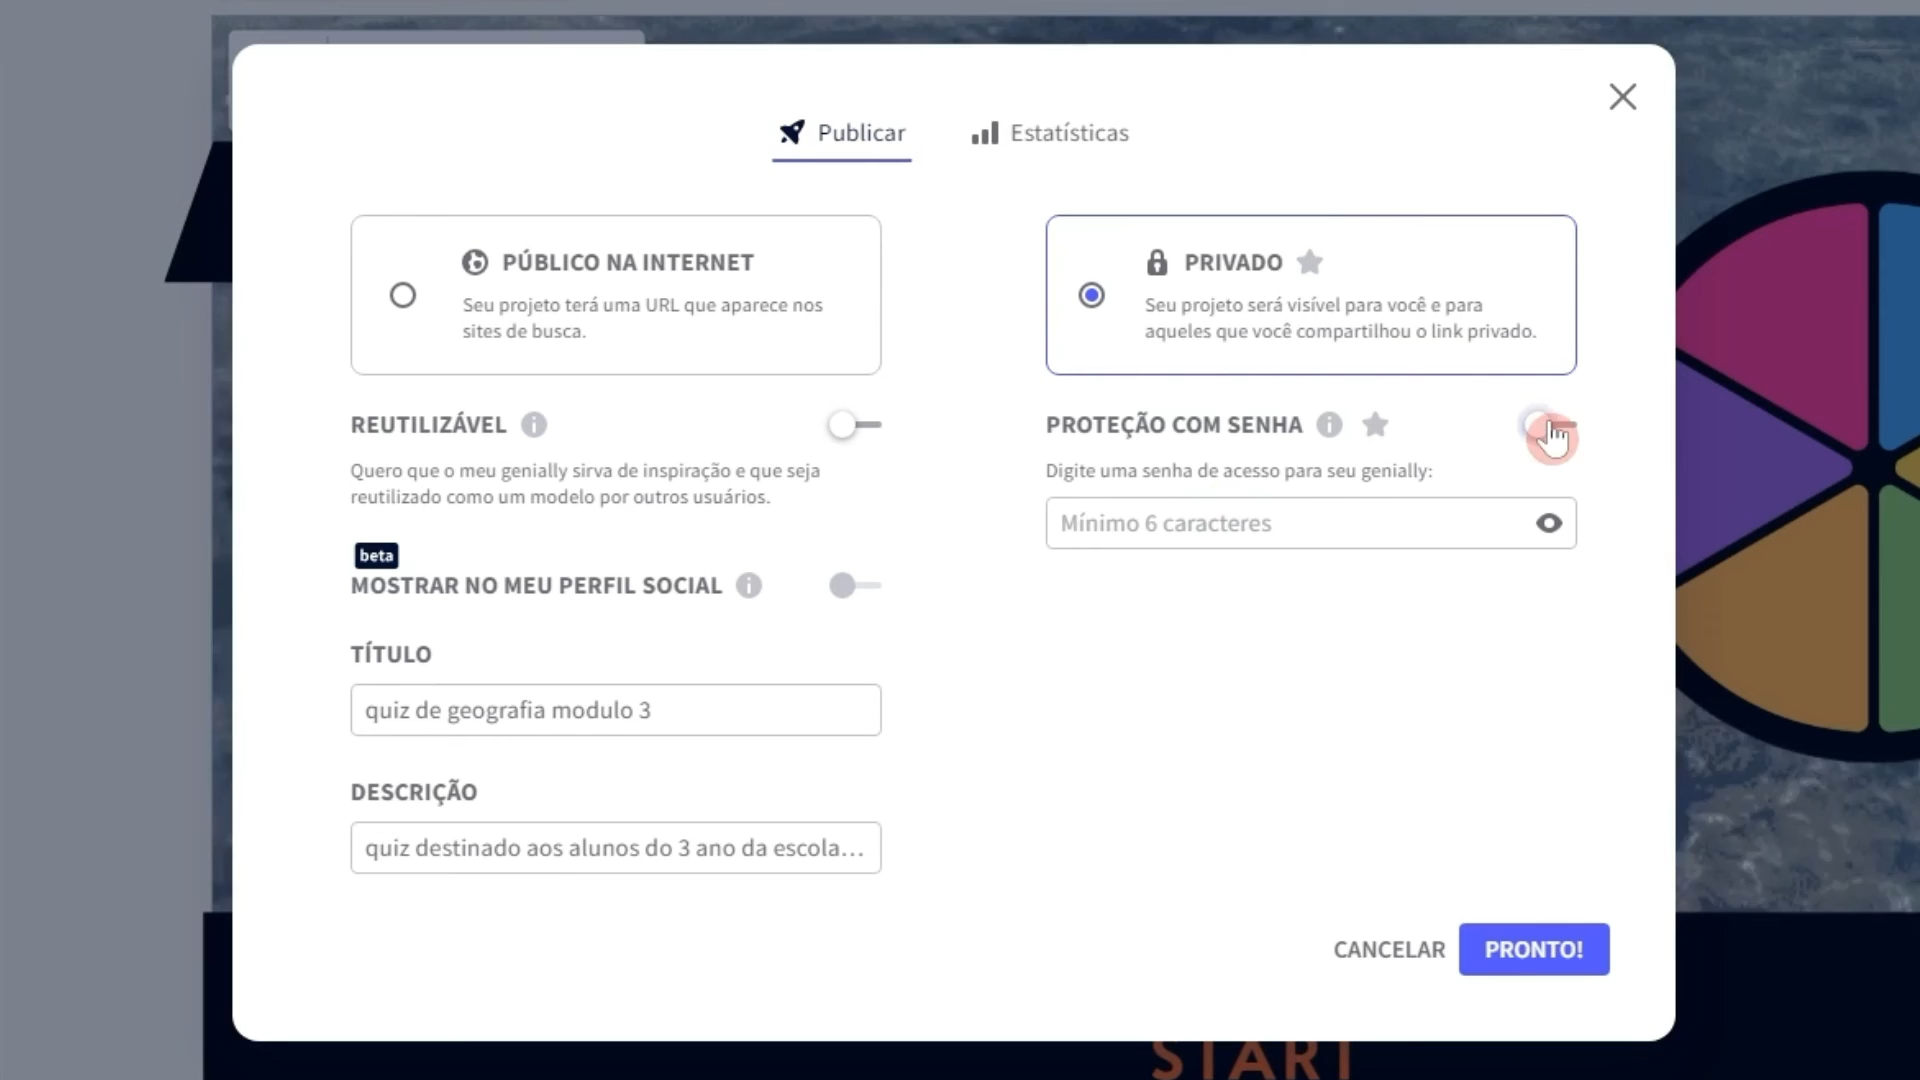 Publicar
Estatísticas
PÚBLICO NA INTERNET
Seu projeto terá uma URL que aparece nos
sites de busca.
PRIVADO
Seu projeto será visível para você e para
aqueles que você compartilhou o link privado.
REUTILIZÁVEL
Quero que o meu genially sirva de inspiração e que seja
reutilizado como um modelo por outros usuários.
PROTEÇÃO COM SENHA
Digite uma senha de acesso para seu genially:
Mínimo 6 caracteres
beta
MOSTRAR NO MEU PERFIL SOCIAL
TÍTULO
quiz de geografia modulo 3
DESCRIÇÃO
quiz destinado aos alunos do 3 ano da escola...
CANCELAR
PRONTO!
START